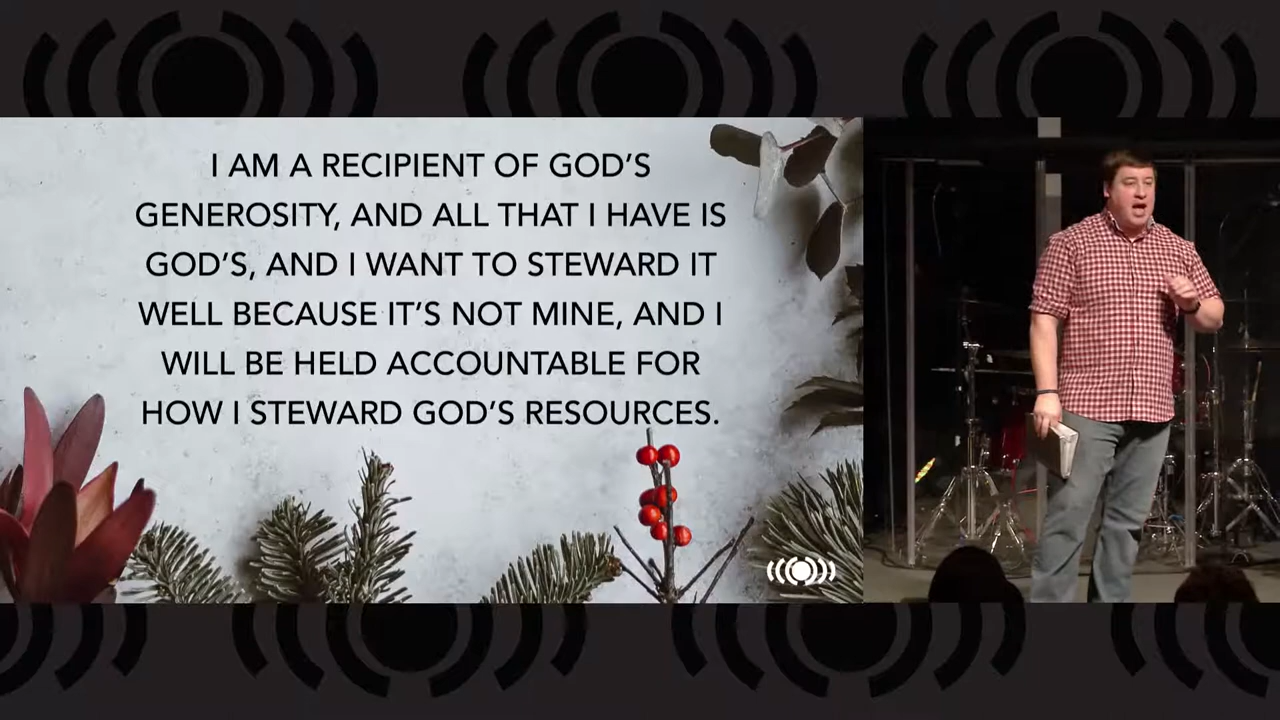 I AM A RECIPIENT OF GOD’S
GENEROSITY, AND ALL THAT I HAVE IS
GOD’S, AND I WANT TO STEWARD IT
WELL BECAUSE IT’S NOT MINE, AND I
WILL BE HELD ACCOUNTABLE FOR
HOW I STEWARD GOD’S RESOURCES.